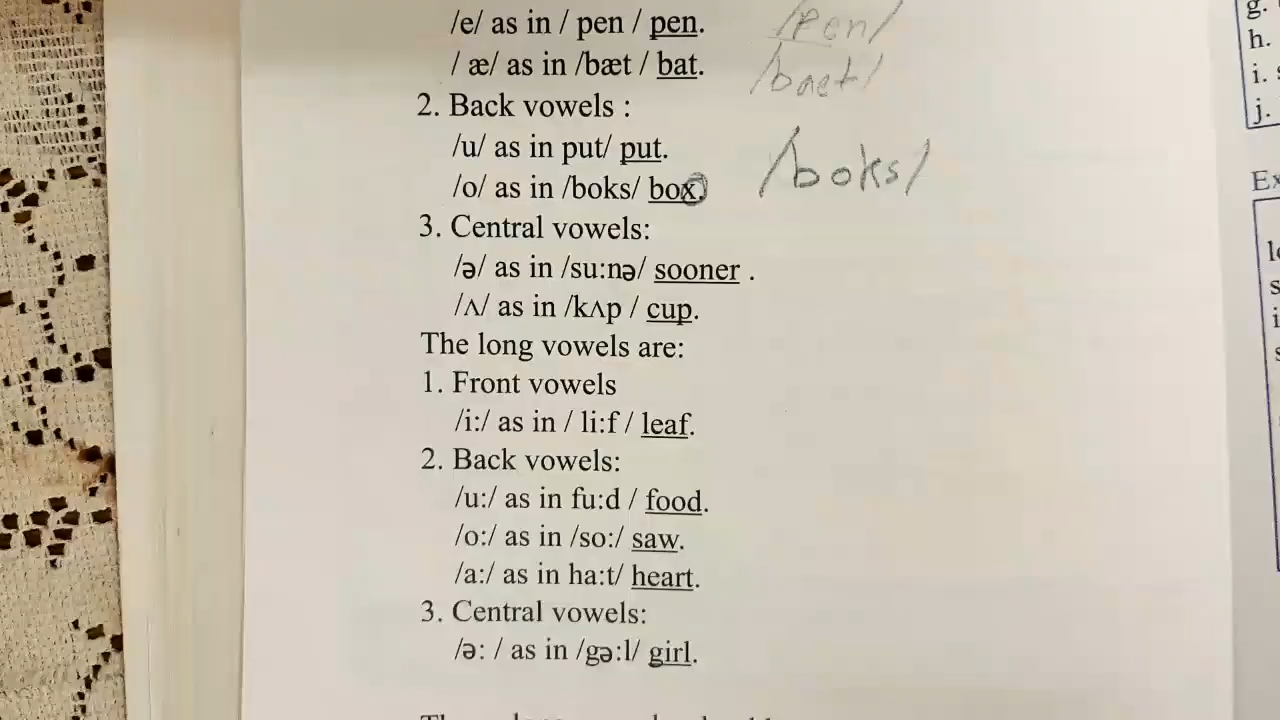 /e/ as in / pen / pen.
/pen/
/ æ/ as in /bæt / bat.
/baet/
2. Back vowels :
/u/ as in put/ put.
/o/ as in /boks/ box.
/boks/
3. Central vowels:
/ə/ as in /su:nə/ sooner .
/ʌ/ as in /kʌp / cup.
The long vowels are:
1. Front vowels
/i:/ as in / li:f / leaf.
2. Back vowels:
/u:/ as in fu:d / food.
/o:/ as in /so:/ saw.
/a:/ as in ha:t/ heart.
3. Central vowels:
/ə: / as in /gə:l/ girl.
g.
h.
i.
j.
Ex